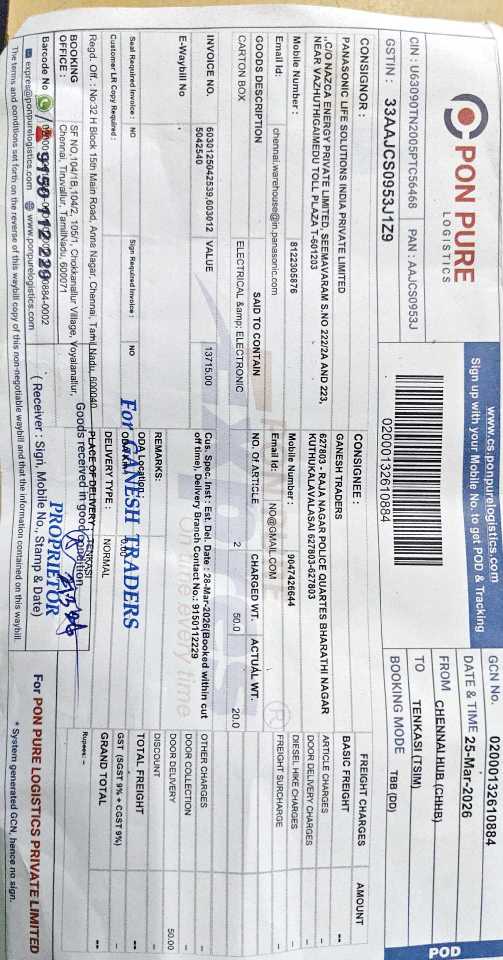 PON PURE
LOGISTICS
CIN : U63090TN2005PTC56468 PAN : AAJCS0953J
GSTIN : 33AAJCS0953J1Z9
www.cs.ponpurelogistics.com
Sign up with your Mobile No. to get POD & Tracking
02000132610884
GCN No. 02000132610884
DATE & TIME 25-Mar-2026
FROM CHENNAI HUB (CHHB)
TO TENKASI (TSIM)
BOOKING MODE TBB (DD)
POD
CONSIGNOR :
PANASONIC LIFE SOLUTIONS INDIA PRIVATE LIMITED
"C/O NAZCA ENERGY PRIVATE LIMITED, SEEMAVARAM S.NO 222/2A AND 223,
NEAR VAZHUTHIGAIMEDU TOLL PLAZA T-601203
Mobile Number : 8122305876
Email Id: chennai.warehouse@in.panasonic.com
CONSIGNEE :
GANESH TRADERS
627803 - RAJA NAGAR POLICE QUARTES BHARATHI NAGAR
KUTHUKALAVALASAI 627803-627803
Mobile Number : 9047426644
Email Id : NO@GMAIL.COM
GOODS DESCRIPTION SAID TO CONTAIN NO. OF ARTICLE CHARGED WT. ACTUAL WT.
CARTON BOX ELECTRICAL &amp; ELECTRONIC 2 50.0 20.0
INVOICE NO. 6030125042539,603012 5042540 VALUE 13715.00
E-Waybill No
Cus. Spec. Inst : Est. Del. Date : 28-Mar-2026(Booked within cut
off time), Delivery Branch Contact No.: 9150112229
REMARKS:
Seal Required Invoice : NO Sign Required Invoice : NO
Customer LR Copy Required :
ODA Location :
For GANESH TRADERS
0.00
DELIVERY TYPE : NORMAL
PLACE OF DELIVERY : TENKASI
Regd. Off. : No:32 H Block 15th Main Road, Anna Nagar, Chennai, Tamil Nadu, 600040
BOOKING OFFICE : SF NO,104/1B,104/2, 105/1, Chokkanallur Village, Voyalanallur,
Chennai, Tiruvallur, TamilNadu, 600071
Goods received in good condition
PROPRIETOR
( Receiver : Sign, Mobile No., Stamp & Date)
Barcode No
9150 112 229
express@ponpurelogistics.com www.ponpurelogistics.com
The terms and conditions set forth on the reverse of this waybill copy of this non-negotiable waybill and that the information contained on this waybill.
FREIGHT CHARGES AMOUNT
BASIC FREIGHT
ARTICLE CHARGES
DOOR DELIVERY CHARGES
DIESEL HIKE CHARGES
FREIGHT SURCHARGE
OTHER CHARGES
DOOR COLLECTION
DOOR DELIVERY 50.00
DISCOUNT
TOTAL FREIGHT --
GST (SGST 9% + CGST 9%) --
GRAND TOTAL --
Rupees: --
For PON PURE LOGISTICS PRIVATE LIMITED
* System generated GCN, hence no sign.